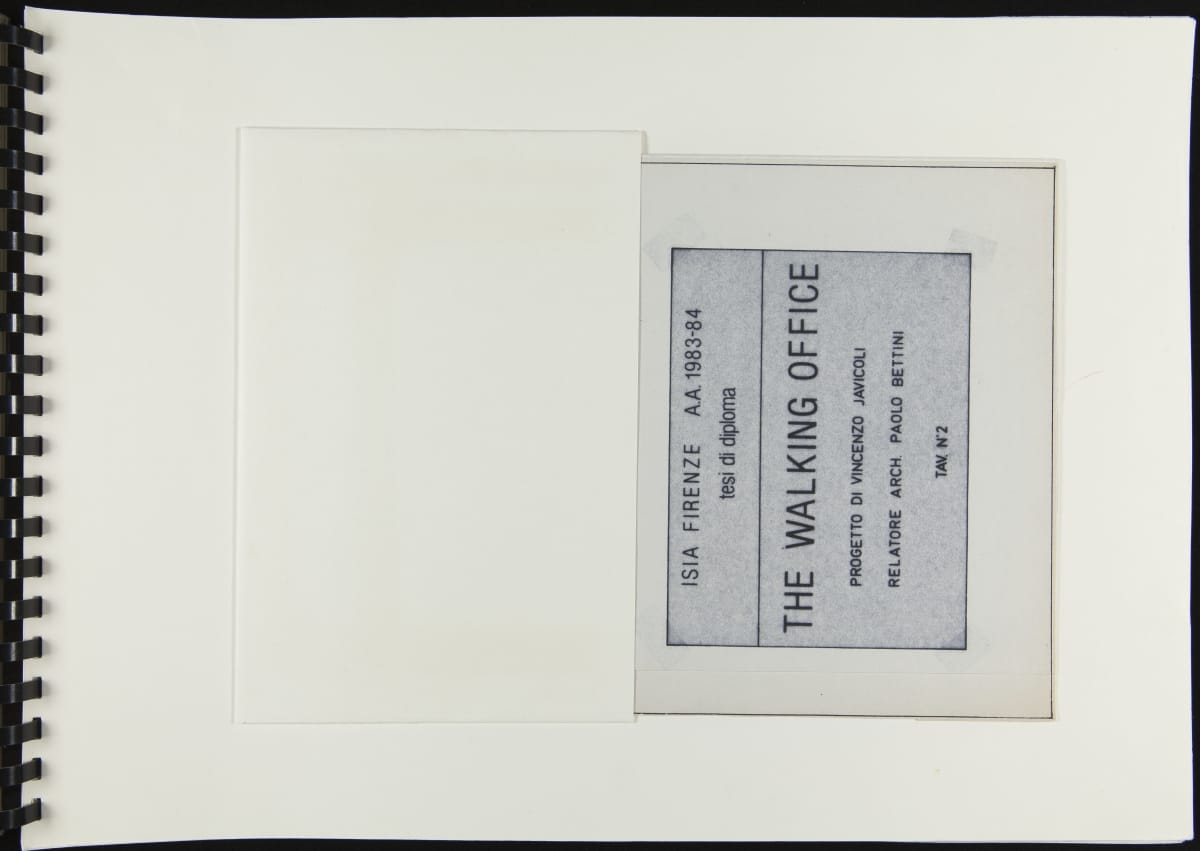 ISIA FIRENZE A.A. 1983-84
tesi di diploma
THE WALKING OFFICE
PROGETTO DI VINCENZO JAVICOLI
RELATORE ARCH. PAOLO BETTINI
TAV. N°2